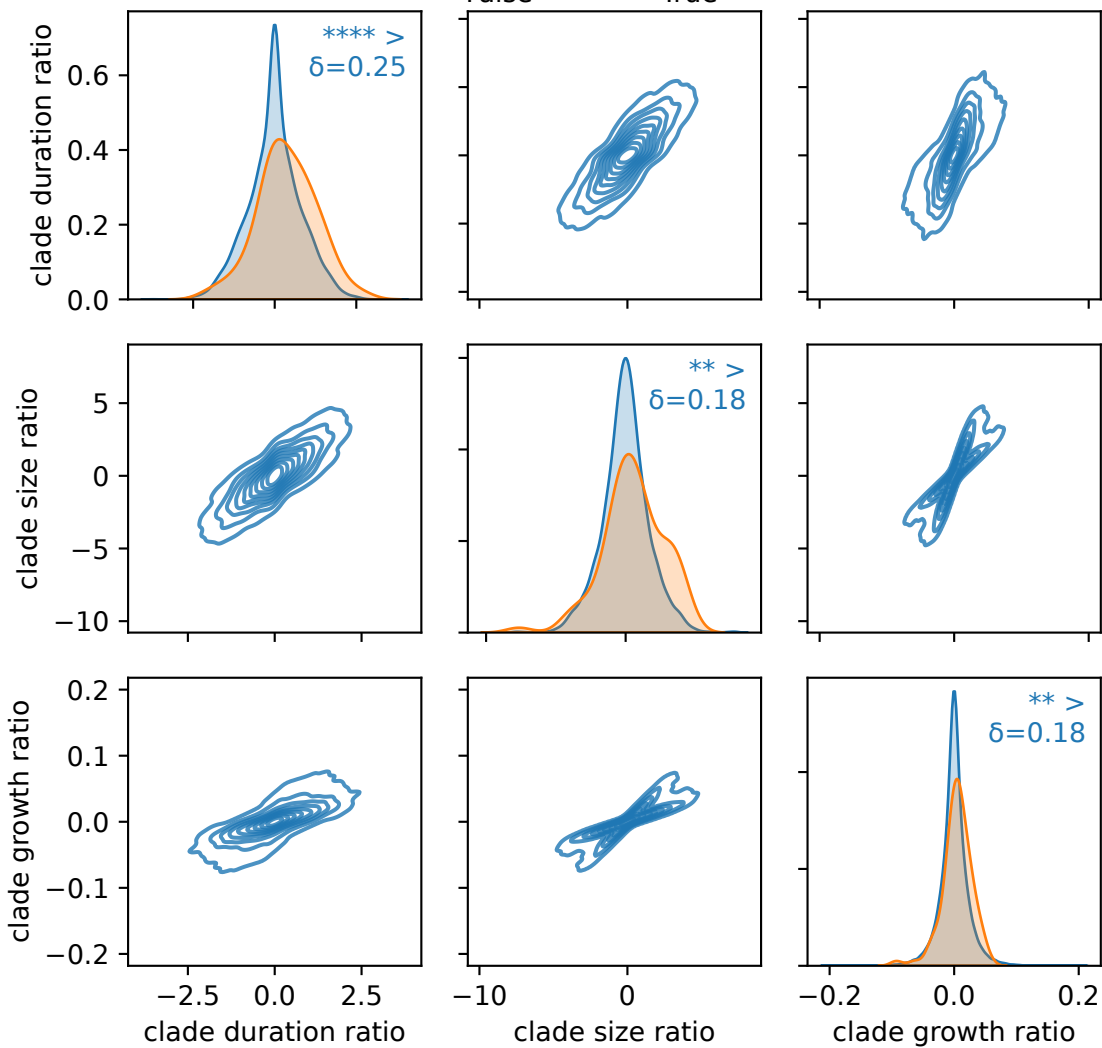 clade duration ratio
0.6
0.4
0.2
0.0
**** >
δ=0.25
clade size ratio
5
0
−5
−10
** >
δ=0.18
clade growth ratio
0.2
0.1
0.0
−0.1
−0.2
** >
δ=0.18
−2.5 0.0 2.5
−10 0
−0.2 0.0 0.2
clade duration ratio
clade size ratio
clade growth ratio